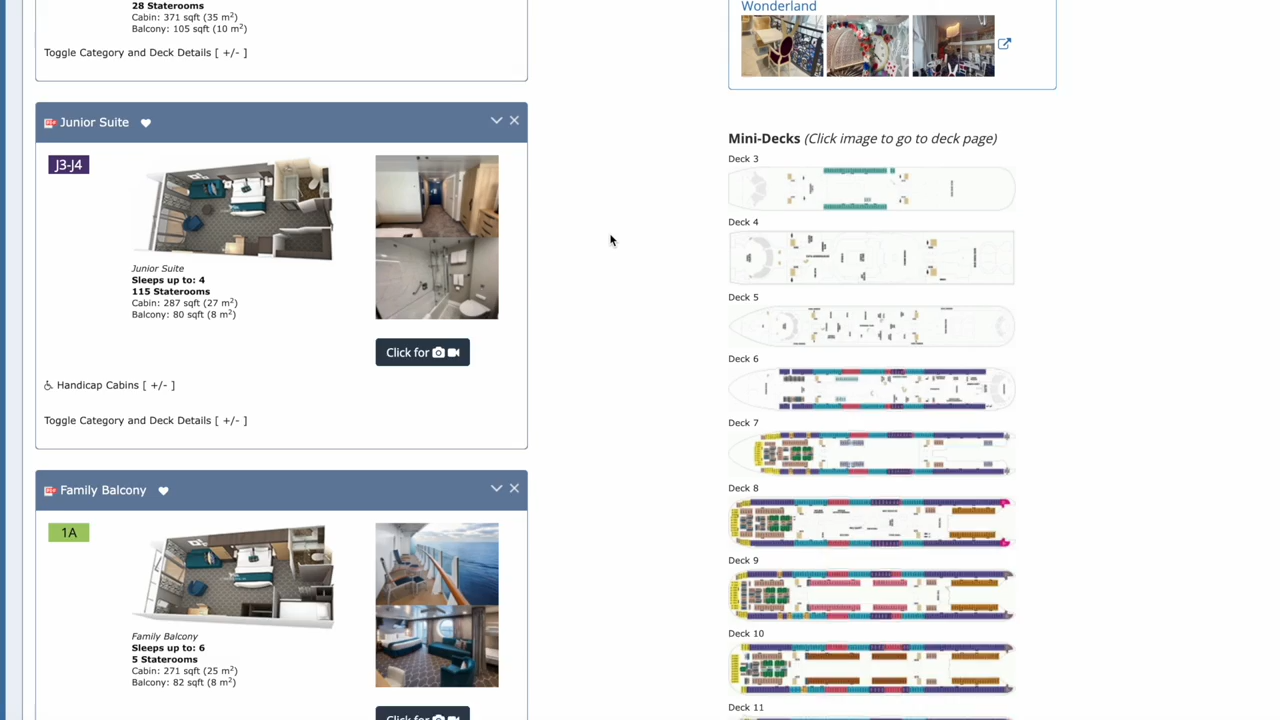 28 Staterooms
Cabin: 371 sqft (35 m²)
Balcony: 105 sqft (10 m²)
Toggle Category and Deck Details [ +/- ]
Junior Suite
J3-J4
Junior Suite
Sleeps up to: 4
115 Staterooms
Cabin: 287 sqft (27 m²)
Balcony: 80 sqft (8 m²)
Click for
Handicap Cabins [ +/- ]
Toggle Category and Deck Details [ +/- ]
Family Balcony
1A
Family Balcony
Sleeps up to: 6
5 Staterooms
Cabin: 271 sqft (25 m²)
Balcony: 82 sqft (8 m²)
Click for
Wonderland
Mini-Decks (Click image to go to deck page)
Deck 3
Deck 4
Deck 5
Deck 6
Deck 7
Deck 8
Deck 9
Deck 10
Deck 11